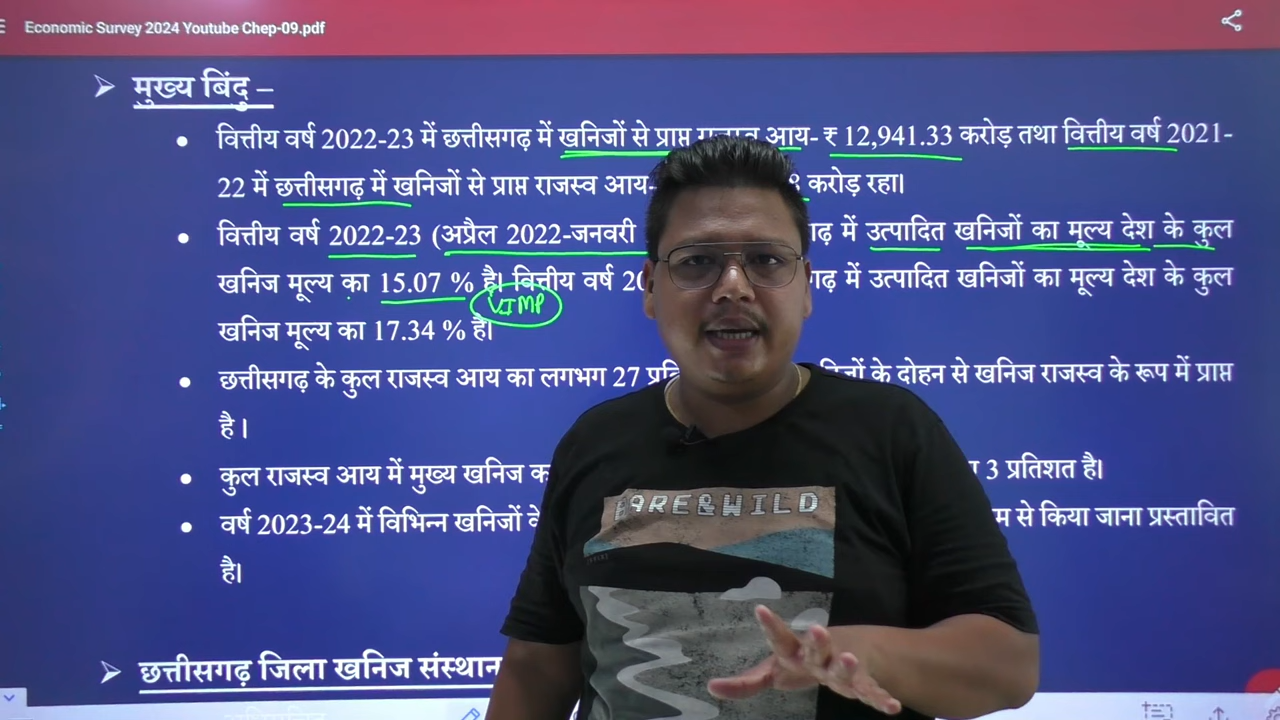 Economic Survey 2024 Youtube Chep-09.pdf
मुख्य बिंदु –
वित्तीय वर्ष 2022-23 में छत्तीसगढ़ में खनिजों से प्राप्त आय- ₹ 12,941.33 करोड़ तथा वित्तीय वर्ष 2021-
22 में छत्तीसगढ़ में खनिजों से प्राप्त राजस्व आय- करोड़ रहा।
वित्तीय वर्ष 2022-23 (अप्रैल 2022-जनवरी में उत्पादित खनिजों का मूल्य देश के कुल
खनिज मूल्य का 15.07 % है। वित्तीय वर्ष में उत्पादित खनिजों का मूल्य देश के कुल
VIMP
खनिज मूल्य का 17.34 % है।
छत्तीसगढ़ के कुल राजस्व आय का लगभग 27 के दोहन से खनिज राजस्व के रूप में प्राप्त
है ।
कुल राजस्व आय में मुख्य खनिज 3 प्रतिशत है।
वर्ष 2023-24 में विभिन्न खनिजों से किया जाना प्रस्तावित
है।
छत्तीसगढ़ जिला खनिज संस्थान
BARE&WILD